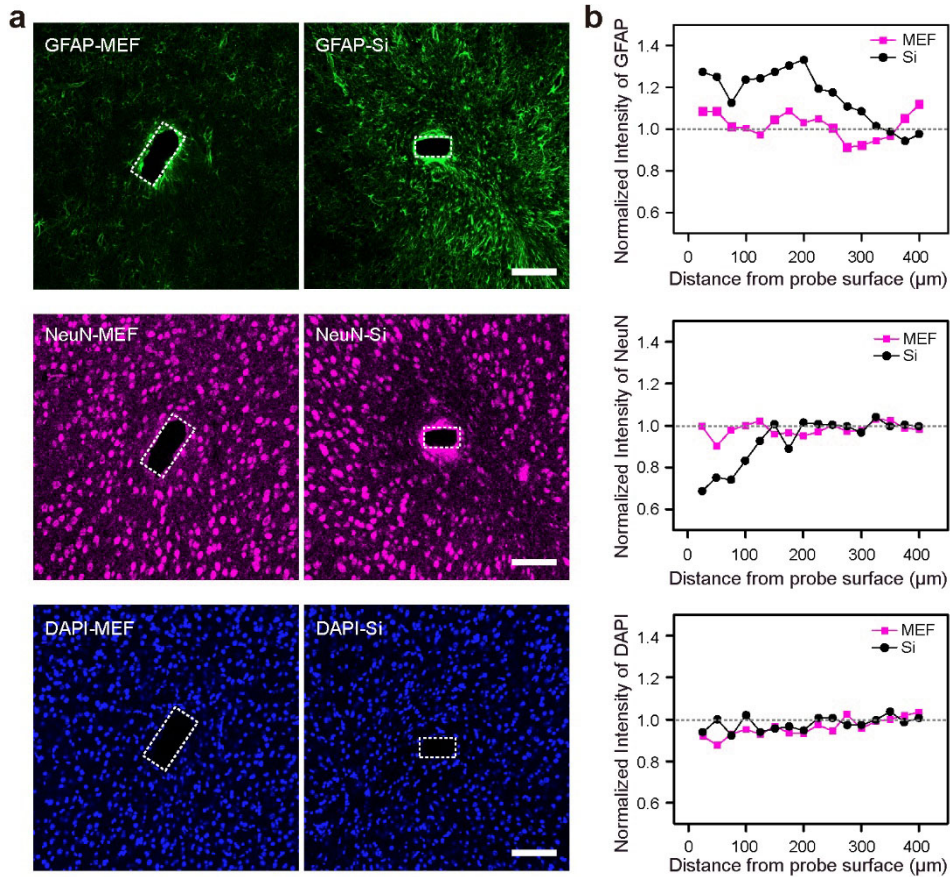 a
GFAP-MEF
GFAP-Si
NeuN-MEF
NeuN-Si
DAPI-MEF
DAPI-Si
b
Normalized Intensity of GFAP
1.4
1.2
1.0
0.8
0.6
MEF
Si
0 100 200 300 400
Distance from probe surface (μm)
Normalized Intensity of NeuN
1.4
1.2
1.0
0.8
0.6
MEF
Si
0 100 200 300 400
Distance from probe surface (μm)
Normalized Intensity of DAPI
1.4
1.2
1.0
0.8
0.6
MEF
Si
0 100 200 300 400
Distance from probe surface (μm)